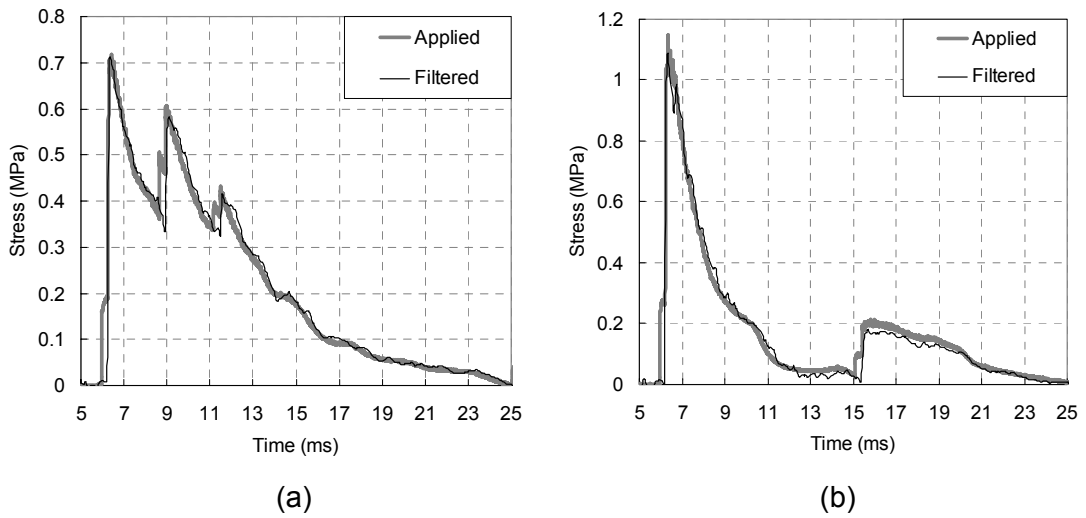 0.8
0.7
0.6
0.5
0.4
0.3
0.2
0.1
0
Stress (MPa)
5 7 9 11 13 15 17 19 21 23 25
Time (ms)
Applied
Filtered
(a)
1.2
1
0.8
0.6
0.4
0.2
0
Stress (MPa)
5 7 9 11 13 15 17 19 21 23 25
Time (ms)
Applied
Filtered
(b)